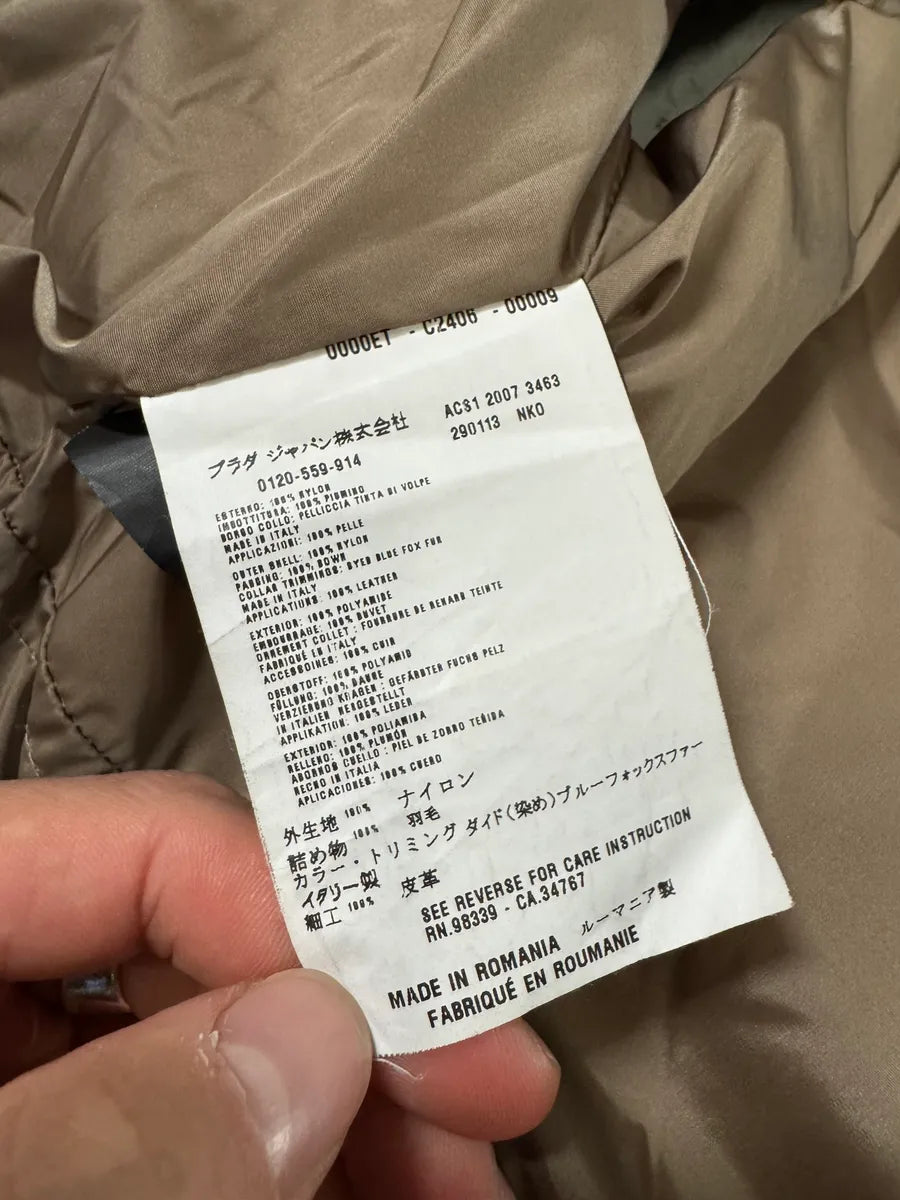 0000ET - C2406 - 00009
プラダ ジャパン株式会社 ACS1 2007 3463
0120-559-914 290113 NKO
ESTERNO: 100% NYLON
IMBOTTITURA: 100% PIUMINO
BORDO COLLO: PELLICCIA TINTA DI VOLPE
MADE IN ITALY
APPLICAZIONI: 100% PELLE
OUTER SHELL: 100% NYLON
PADDING: 100% DOWN
COLLAR TRIMMINGS: DYED BLUE FOX FUR
MADE IN ITALY
APPLICATIONS: 100% LEATHER
EXTERIOR: 100% POLYAMIDE
EMBOURRAGE: 100% DUVET
ORNEMENT COLLET : FOURRURE DE RENARD TEINTE
FABRIQUÉ EN ITALY
ACCESSOIRES: 100% CUIR
OBERSTOFF: 100% POLYAMID
FÜLLUNG: 100% DAUNE
VERZIERUNG KRAGEN : GEFÄRBTER FUCHS PELZ
IN ITALIEN HERGESTELLT
APPLIKATION: 100% LEDER
EXTERIOR: 100% POLIAMIDA
RELLENO: 100% PLUMÓN
ADORNOS CUELLO : PIEL DE ZORRO TEÑIDA
HECHO IN ITALIA
APLICACIONES: 100% CUERO
外生地 100% ナイロン
詰め物 100% 羽毛
カラー・トリミング ダイド(染め)ブルーフォックスファー
イタリー製
細工 100% 皮革
SEE REVERSE FOR CARE INSTRUCTION
RN.98339 - CA.34767
MADE IN ROMANIA ルーマニア製
FABRIQUÉ EN ROUMANIE